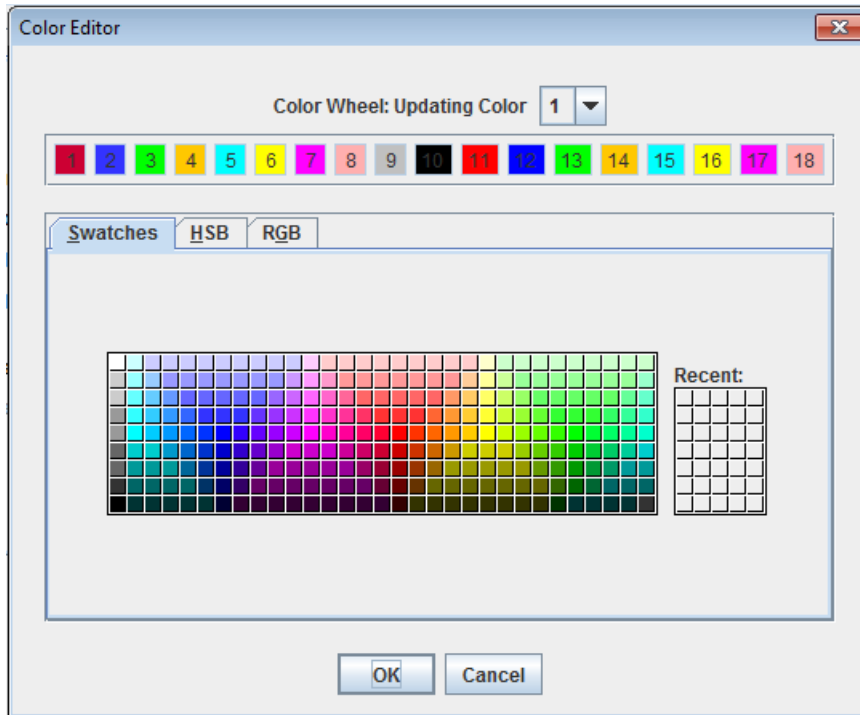 Color Editor
Color Wheel: Updating Color 1
1 2 3 4 5 6 7 8 9 10 11 12 13 14 15 16 17 18
Swatches HSB RGB
Recent:
OK Cancel